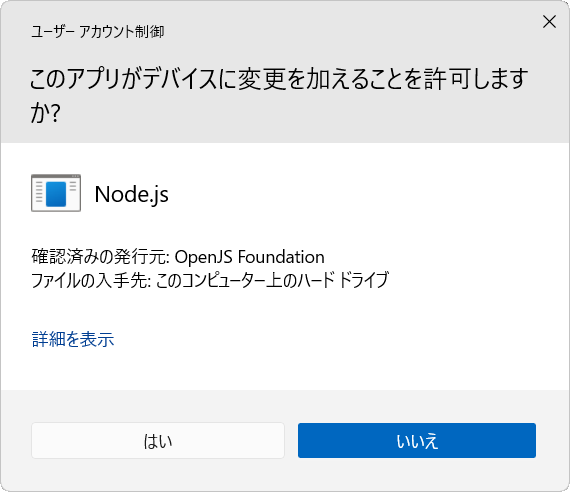 ユーザー アカウント制御
このアプリがデバイスに変更を加えることを許可します
か?
Node.js
確認済みの発行元: OpenJS Foundation
ファイルの入手先: このコンピューター上のハード ドライブ
詳細を表示
はい
いいえ